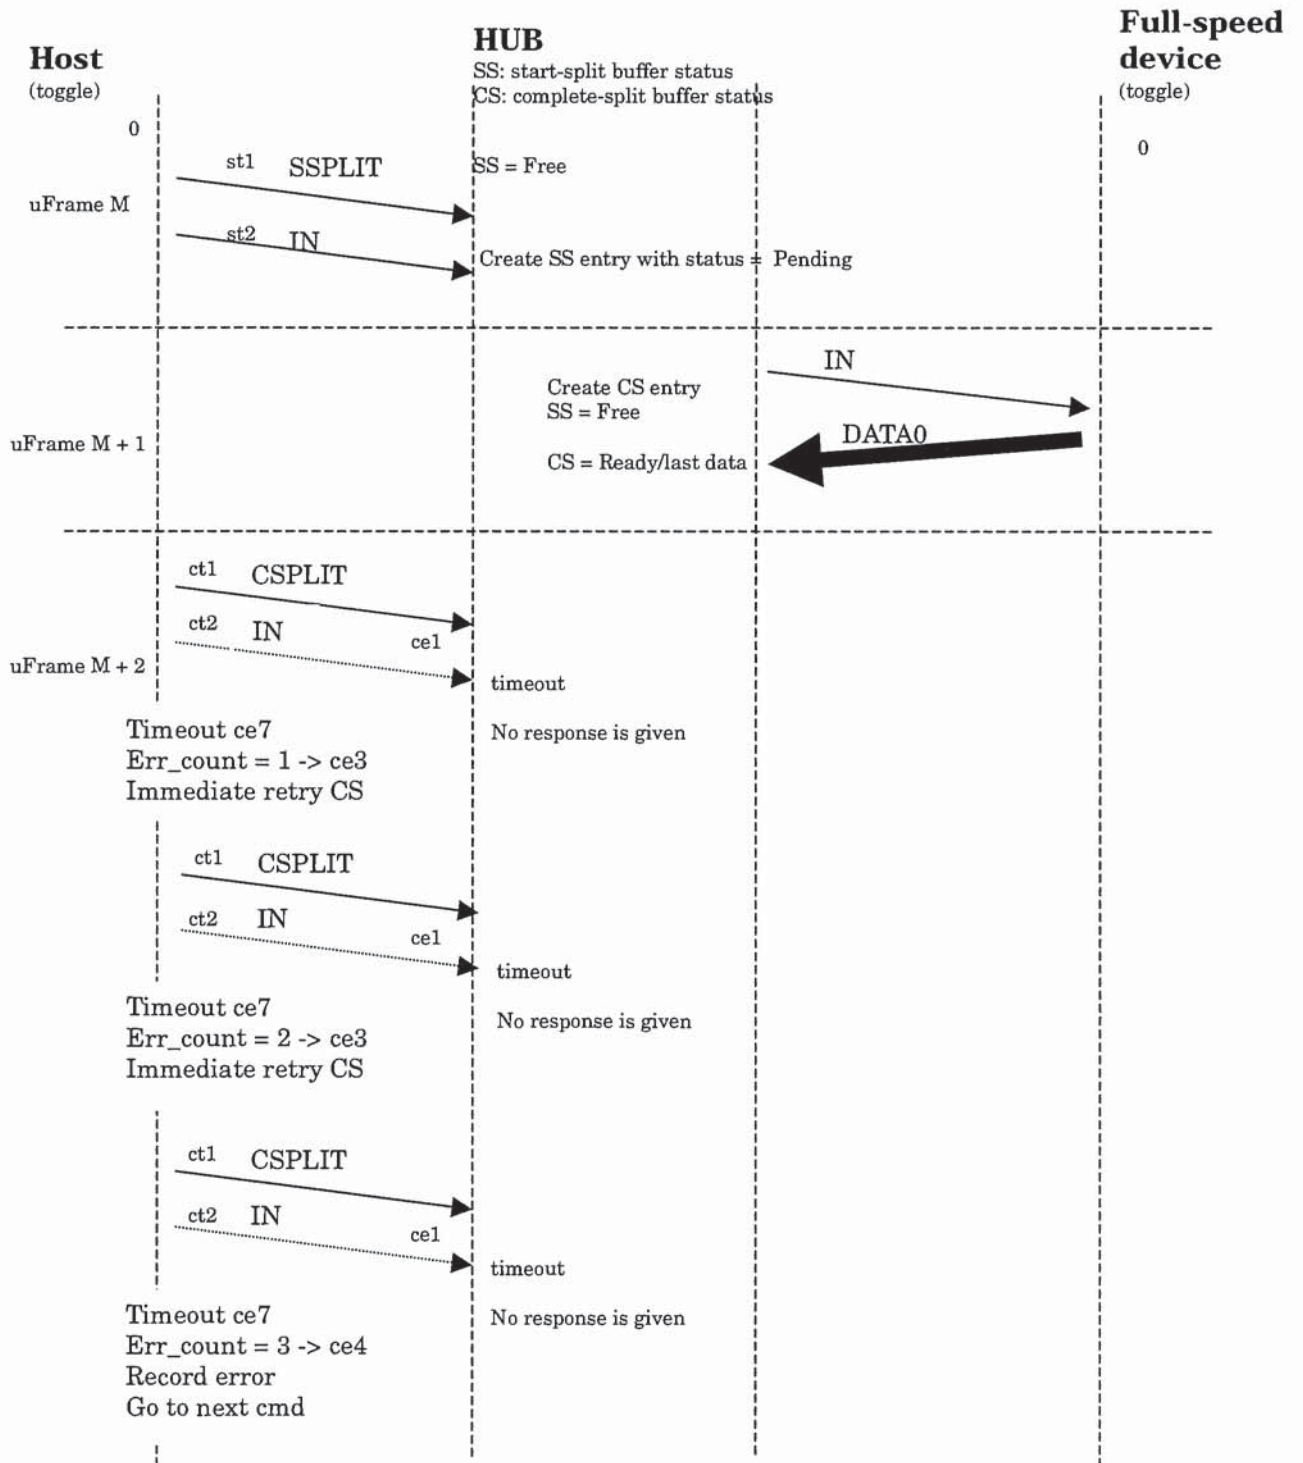 Host
(toggle)
HUB
SS: start-split buffer status
CS: complete-split buffer status
Full-speed
device
(toggle)
0
0
st1 SSPLIT
SS = Free
uFrame M
st2 IN
Create SS entry with status = Pending
IN
Create CS entry
SS = Free
uFrame M + 1
DATA0
CS = Ready/last data
ct1 CSPLIT
ct2 IN
ce1
uFrame M + 2
timeout
Timeout ce7
Err_count = 1 -> ce3
Immediate retry CS
No response is given
ct1 CSPLIT
ct2 IN
ce1
timeout
Timeout ce7
Err_count = 2 -> ce3
Immediate retry CS
No response is given
ct1 CSPLIT
ct2 IN
ce1
timeout
Timeout ce7
Err_count = 3 -> ce4
Record error
Go to next cmd
No response is given